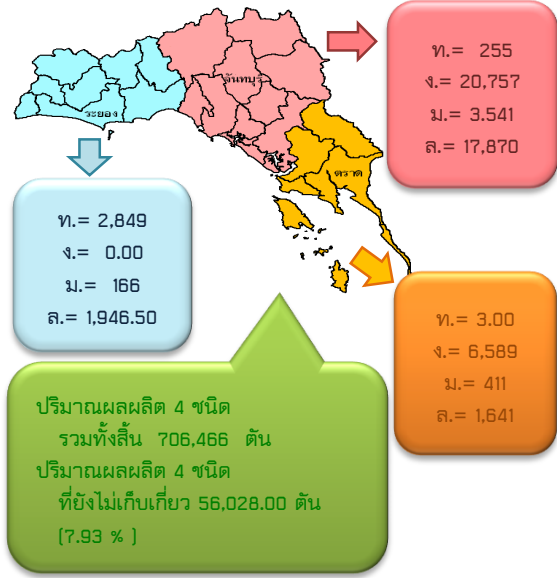 ท.= 255
ง.= 20,757
ม.= 3.541
ล.= 17,870
จันทบุรี
ระยอง
ตราด
ท.= 2,849
ง.= 0.00
ม.= 166
ล.= 1,946.50
ท.= 3.00
ง.= 6,589
ม.= 411
ล.= 1,641
ปริมาณผลผลิต 4 ชนิด
รวมทั้งสิ้น 706,466 ตัน
ปริมาณผลผลิต 4 ชนิด
ที่ยังไม่เก็บเกี่ยว 56,028.00 ตัน
(7.93 % )